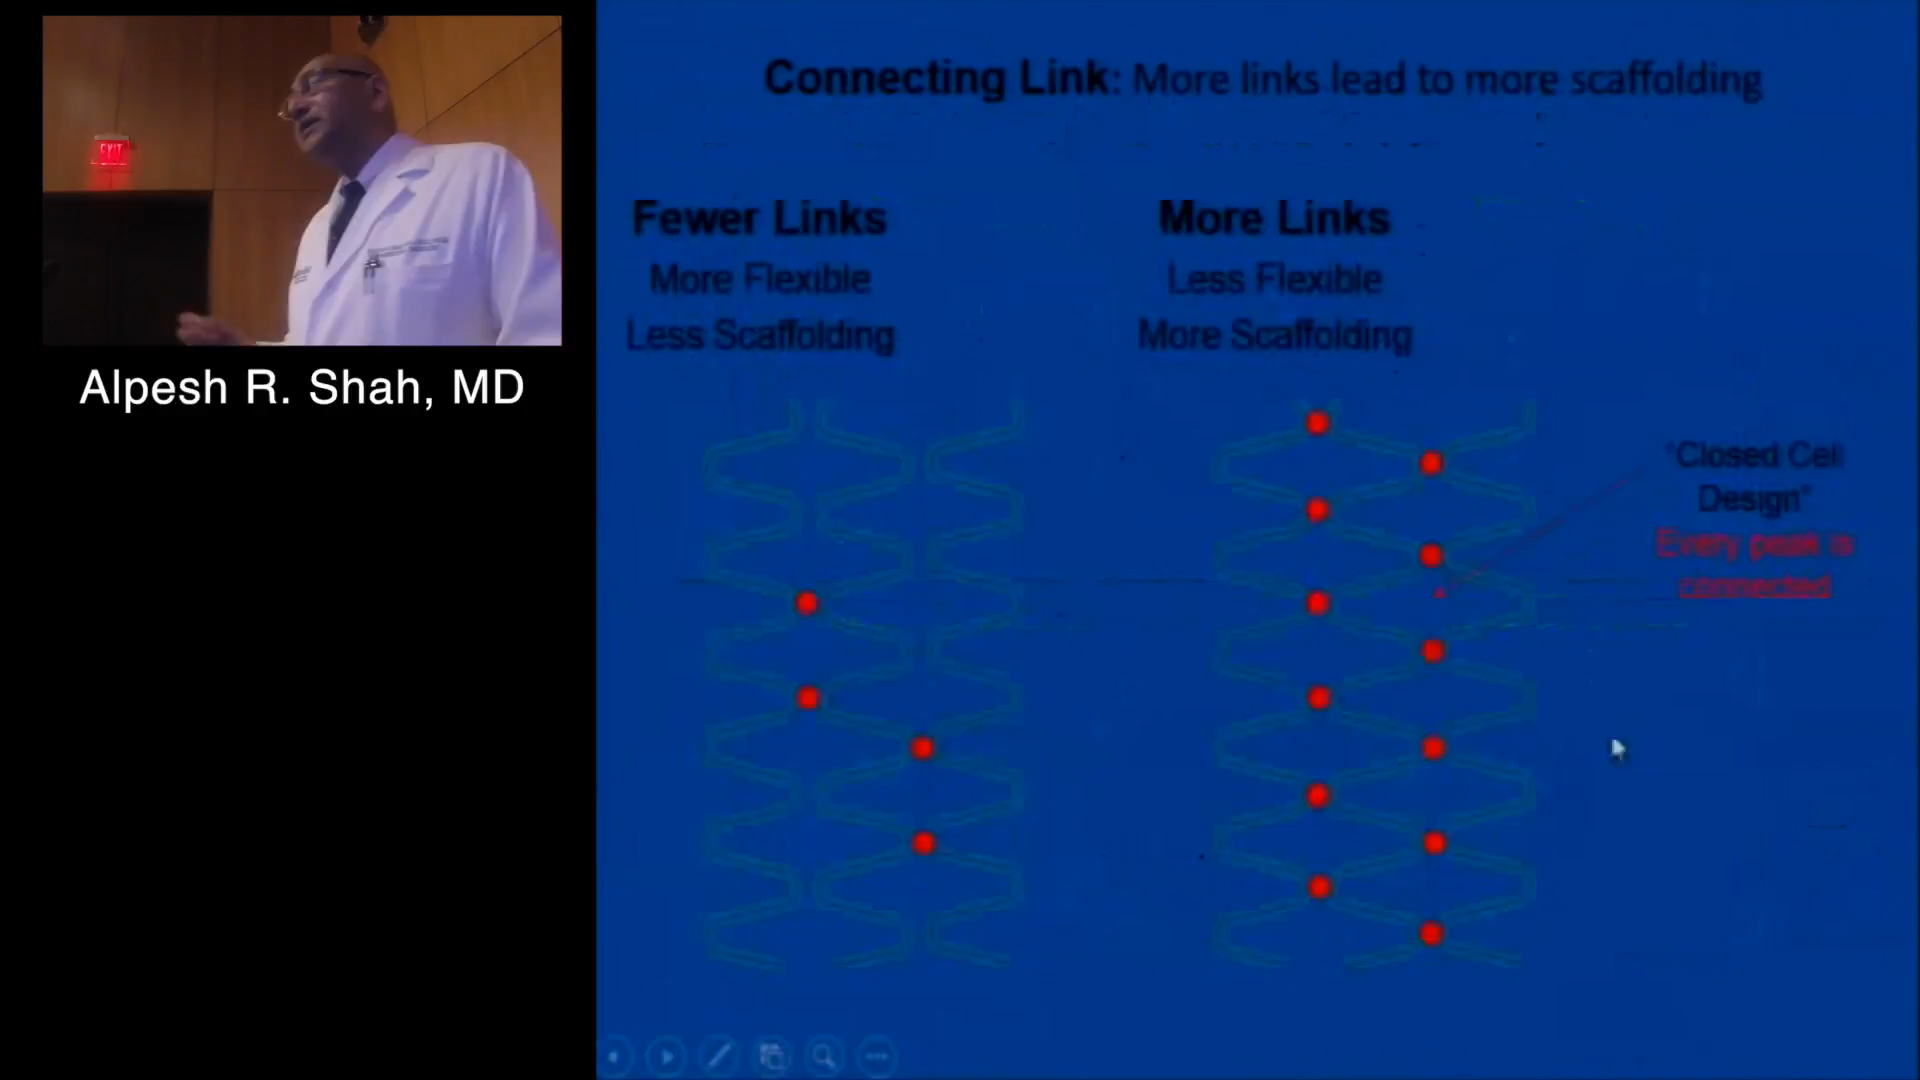 EXIT
Alpesh R. Shah, MD
Connecting Link: More links lead to more scaffolding
Fewer Links
More Flexible
Less Scaffolding
More Links
Less Flexible
More Scaffolding
"Closed Cell
Design"
Every peak is
connected